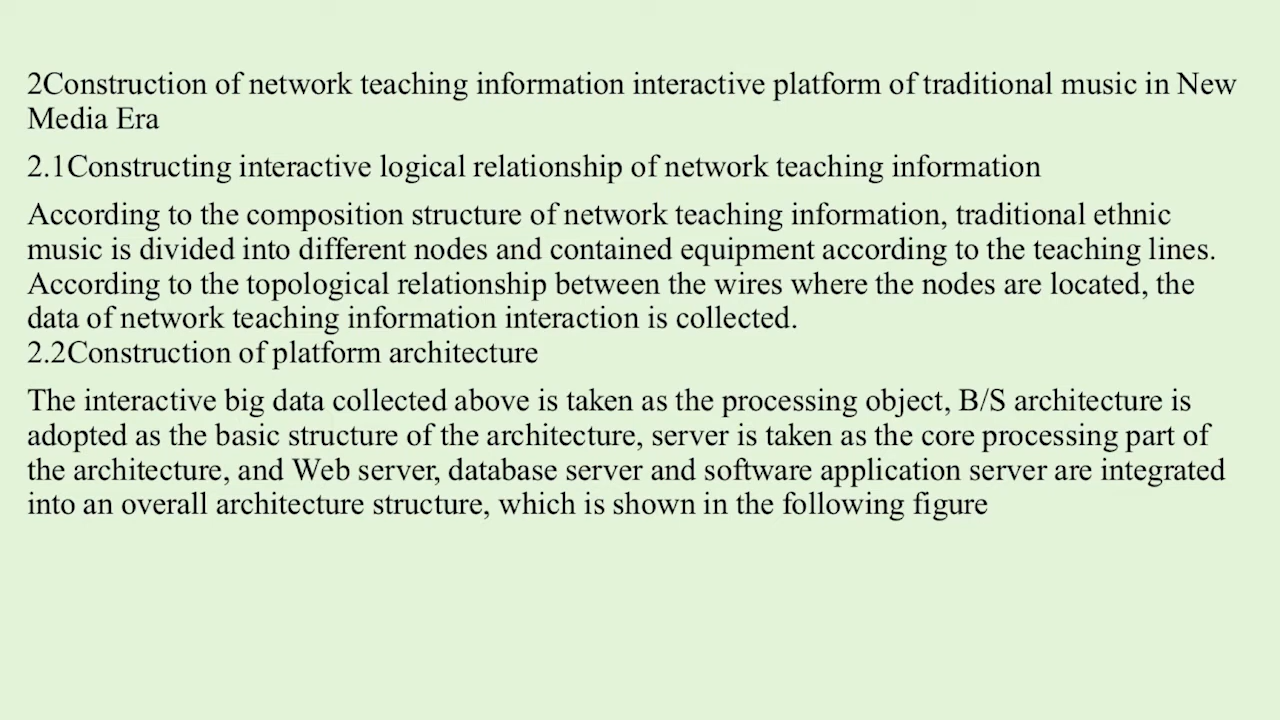 2Construction of network teaching information interactive platform of traditional music in New
Media Era
2.1Constructing interactive logical relationship of network teaching information
According to the composition structure of network teaching information, traditional ethnic
music is divided into different nodes and contained equipment according to the teaching lines.
According to the topological relationship between the wires where the nodes are located, the
data of network teaching information interaction is collected.
2.2Construction of platform architecture
The interactive big data collected above is taken as the processing object, B/S architecture is
adopted as the basic structure of the architecture, server is taken as the core processing part of
the architecture, and Web server, database server and software application server are integrated
into an overall architecture structure, which is shown in the following figure